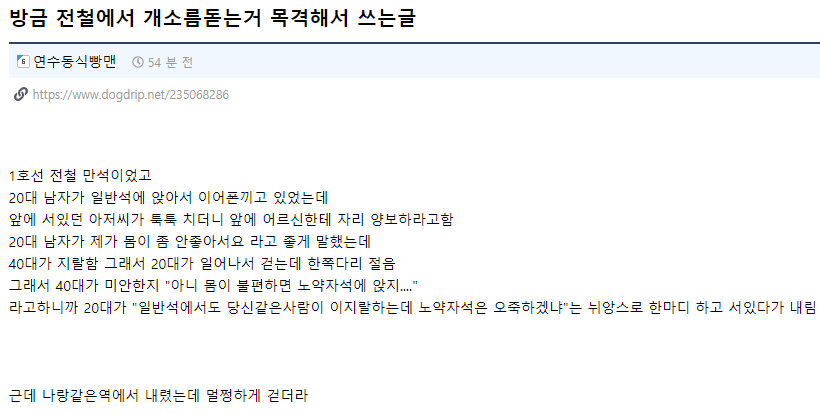 방금 전철에서 개소름돋는거 목격해서 쓰는글
6 연수동식빵맨 54 분 전
https://www.dogdrip.net/235068286
1호선 전철 만석이었고
20대 남자가 일반석에 앉아서 이어폰끼고 있었는데
앞에 서있던 아저씨가 툭툭 치더니 앞에 어르신한테 자리 양보하라고함
20대 남자가 제가 몸이 좀 안좋아서요 라고 좋게 말했는데
40대가 지랄함 그래서 20대가 일어나서 걷는데 한쪽다리 절음
그래서 40대가 미안한지 "아니 몸이 불편하면 노약자석에 앉지...."
라고하니까 20대가 "일반석에서도 당신같은사람이 이지랄하는데 노약자석은 오죽하겠냐"는 뉘앙스로 한마디 하고 서있다가 내림
근데 나랑같은역에서 내렸는데 멀쩡하게 걷더라